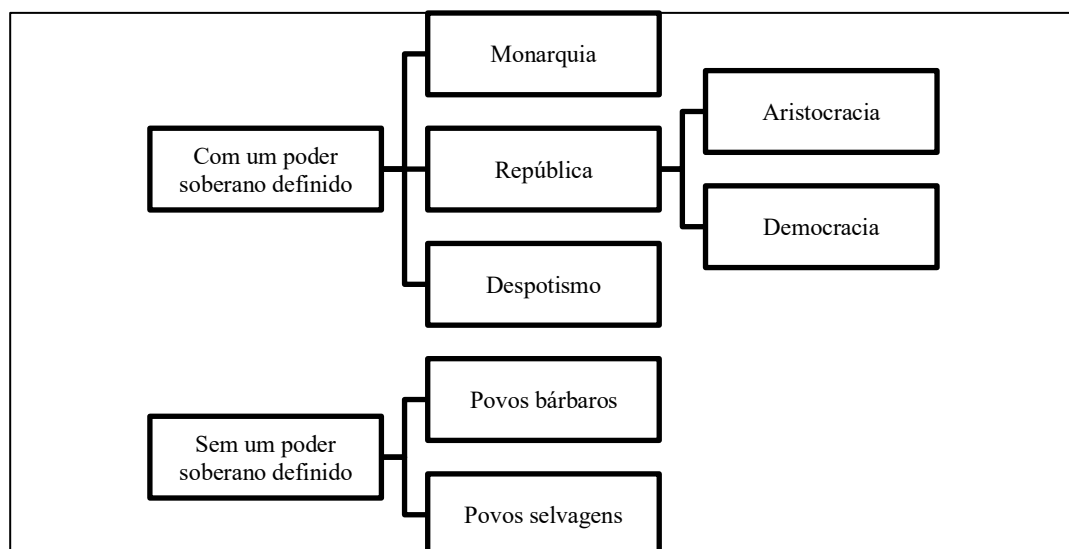 Com um poder
soberano definido
Monarquia
República
Despotismo
Aristocracia
Democracia
Sem um poder
soberano definido
Povos bárbaros
Povos selvagens